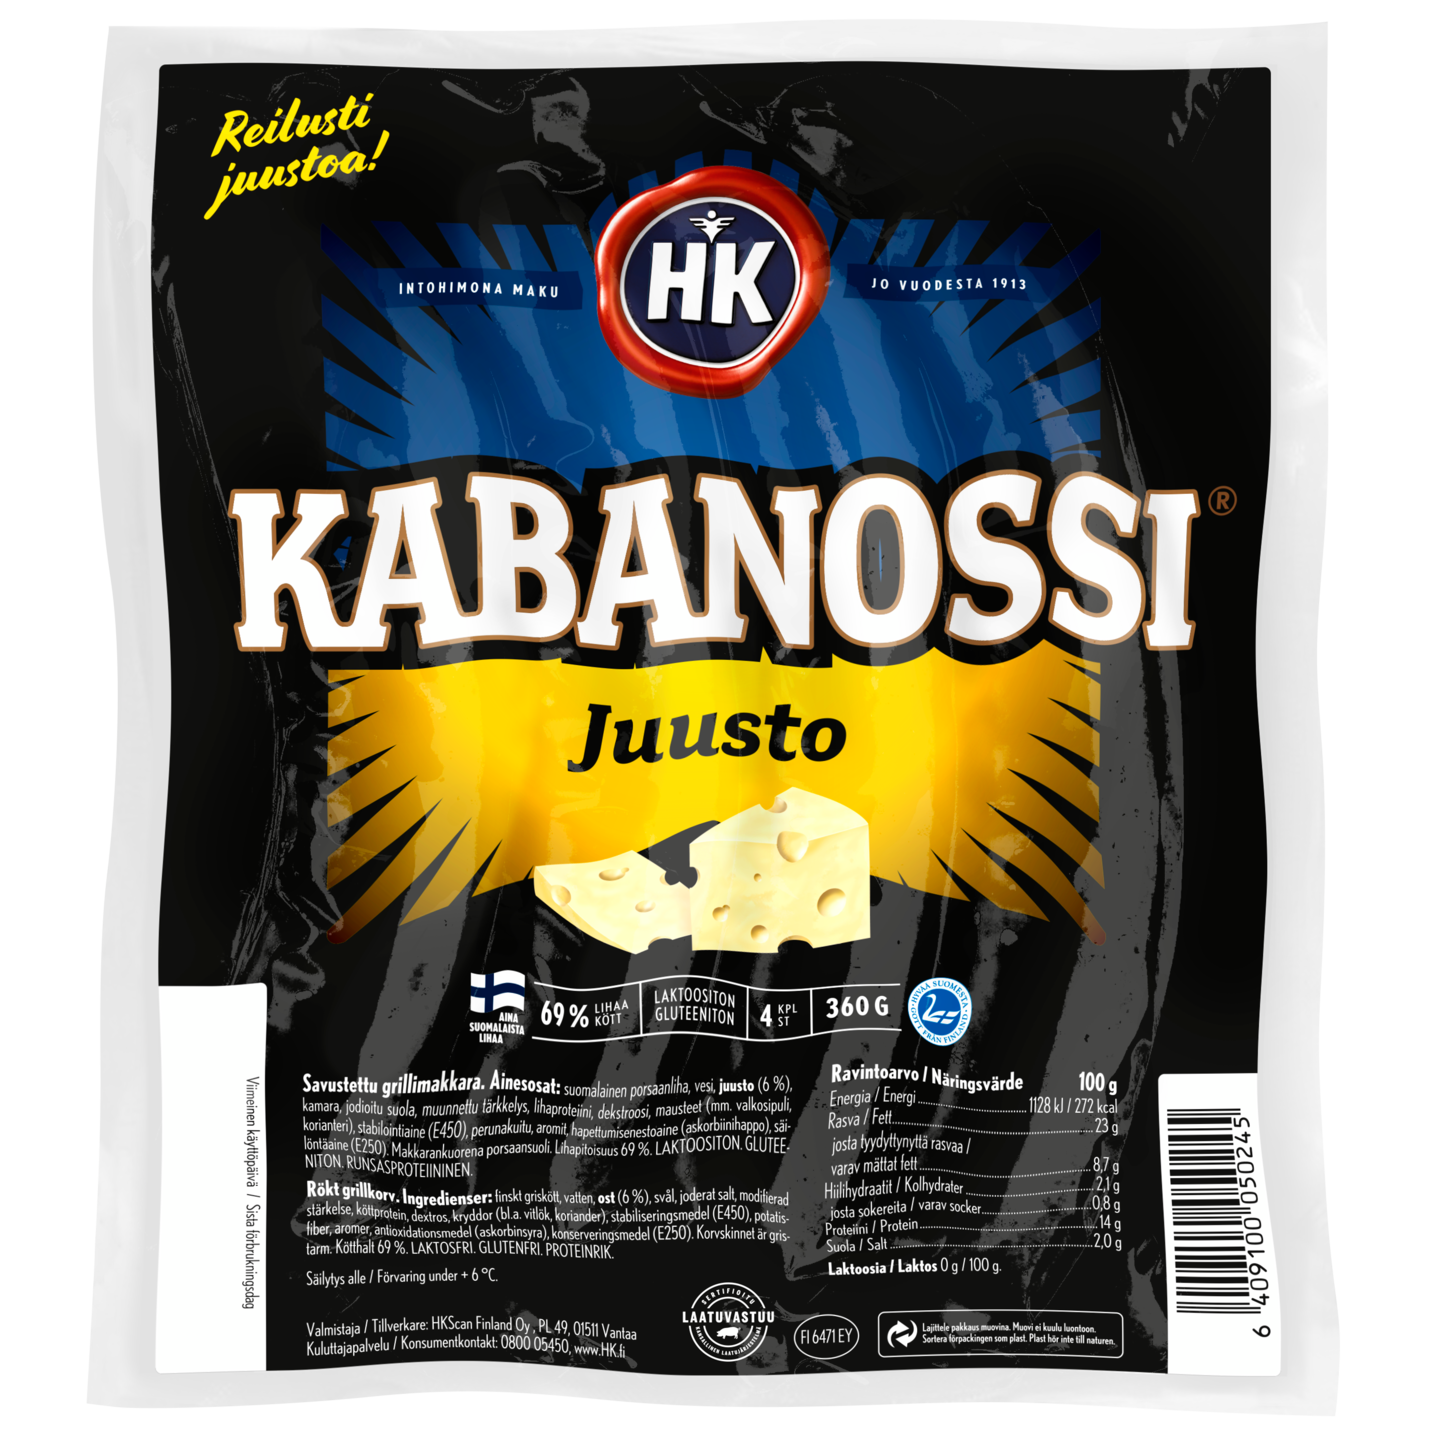 Reilusti
juustoa!
HK
INTOHIMONA MAKU
JO VUODESTA 1913
KABANOSSI®
Juusto
AINA
SUOMALAISTA
LIHAA
69 % LIHAA
KÖTT
LAKTOOSITON
GLUTEENITON
4 KPL
ST
360 G
HYVÄÄ SUOMESTA
GOTT FRÅN FINLAND
Savustettu grillimakkara. Ainesosat: suomalainen porsaanliha, vesi, juusto (6 %),
kamara, jodioitu suola, muunnettu tärkkelys, lihaproteiini, dekstroosi, mausteet (mm. valkosipuli,
korianteri), stabilointiaine (E450), perunakuitu, aromit, hapettumisenestoaine (askorbiinihappo), säi-
löntäaine (E250). Makkarankuorena porsaansuoli. Lihapitoisuus 69 %. LAKTOOSITON. GLUTEE-
NITON. RUNSASPROTEIININEN.
Rökt grillkorv. Ingredienser: finskt griskött, vatten, ost (6 %), svål, joderat salt, modifierad
stärkelse, köttprotein, dextros, kryddor (bl.a. vitlök, koriander), stabiliseringsmedel (E450), potatis-
fiber, aromer, antioxidationsmedel (askorbinsyra), konserveringsmedel (E250). Korvskinnet är gris-
tarm. Kötthalt 69 %. LAKTOSFRI. GLUTENFRI. PROTEINRIK.
Säilytys alle / Förvaring under + 6 °C.
Valmistaja / Tillverkare: HKScan Finland Oy, PL 49, 01511 Vantaa
Kuluttajapalvelu / Konsumentkontakt: 0800 05450, www.HK.fi
Ravintoarvo / Näringsvärde 100 g
Energia / Energi 1128 kJ / 272 kcal
Rasva / Fett 23 g
josta tyydyttynyttä rasvaa /
varav mättat fett 8,7 g
Hiilihydraatit / Kolhydrater 2,1 g
josta sokereita / varav socker 0,8 g
Proteiini / Protein 14 g
Suola / Salt 2,0 g
Laktoosia / Laktos 0 g / 100 g.
SERTIFIOITU
LAATUVASTUU
KANSALLINEN LAATUJÄRJESTELMÄ
FI 6471 EY
Lajittele pakkaus muovina. Muovi ei kuulu luontoon.
Sortera förpackingen som plast. Plast hör inte till naturen.
Viimeinen käyttöpäivä / Sista förbrukningsdag
6 409100 050245